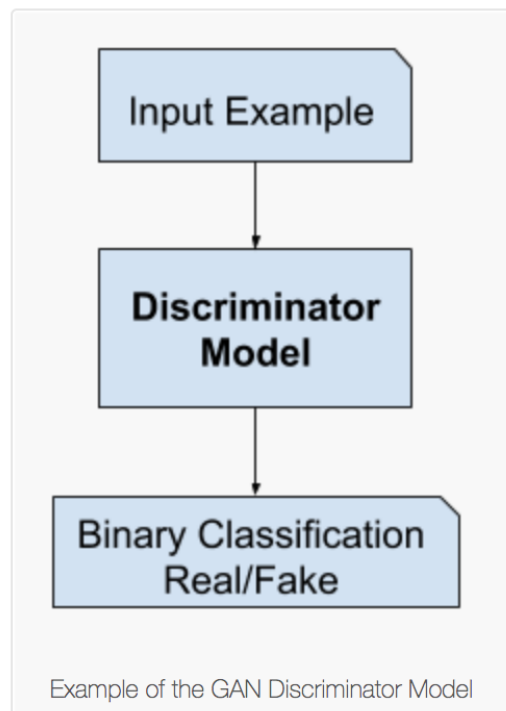 Input Example
Discriminator
Model
Binary Classification
Real/Fake
Example of the GAN Discriminator Model